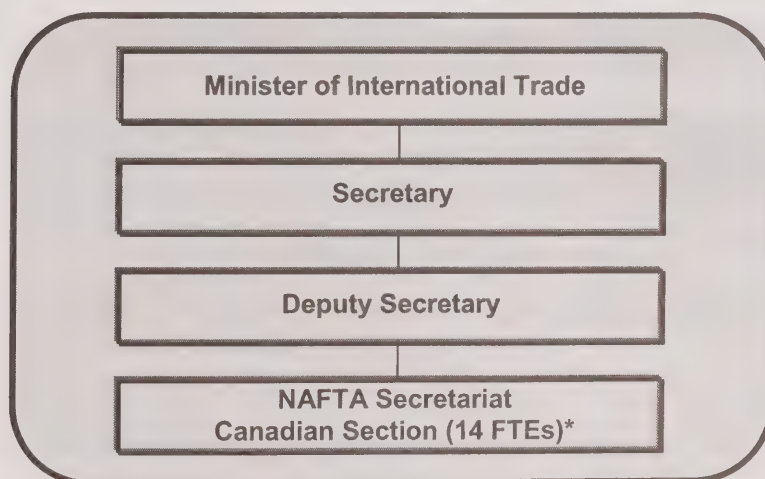 Minister of International Trade
Secretary
Deputy Secretary
NAFTA Secretariat
Canadian Section (14 FTEs)*